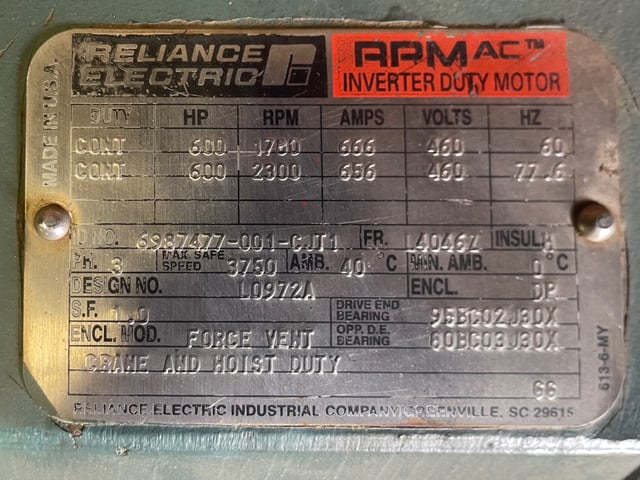 RELIANCE ELECTRIC
RPM AC™
INVERTER DUTY MOTOR
MADE IN U.S.A.
DUTY HP RPM AMPS VOLTS HZ
CONT 600 1780 666 460 60
CONT 600 2300 656 460 77.6
I.D. NO. 6987477-001-CJT1 FR. L4046Z INSUL H
PH. 3 MAX. SAFE SPEED 3750 AMB. 40 °C MIN. AMB. 0 °C
DESIGN NO. L0972A ENCL. DP
S.F. 1.0 DRIVE END BEARING 95BC02J30X
ENCL. MOD. FORCE VENT OPP. D.E. BEARING 80BC03J30X
CRANE AND HOIST DUTY
GG
RELIANCE ELECTRIC INDUSTRIAL COMPANY/GREENVILLE, SC 29615
613-6-MY